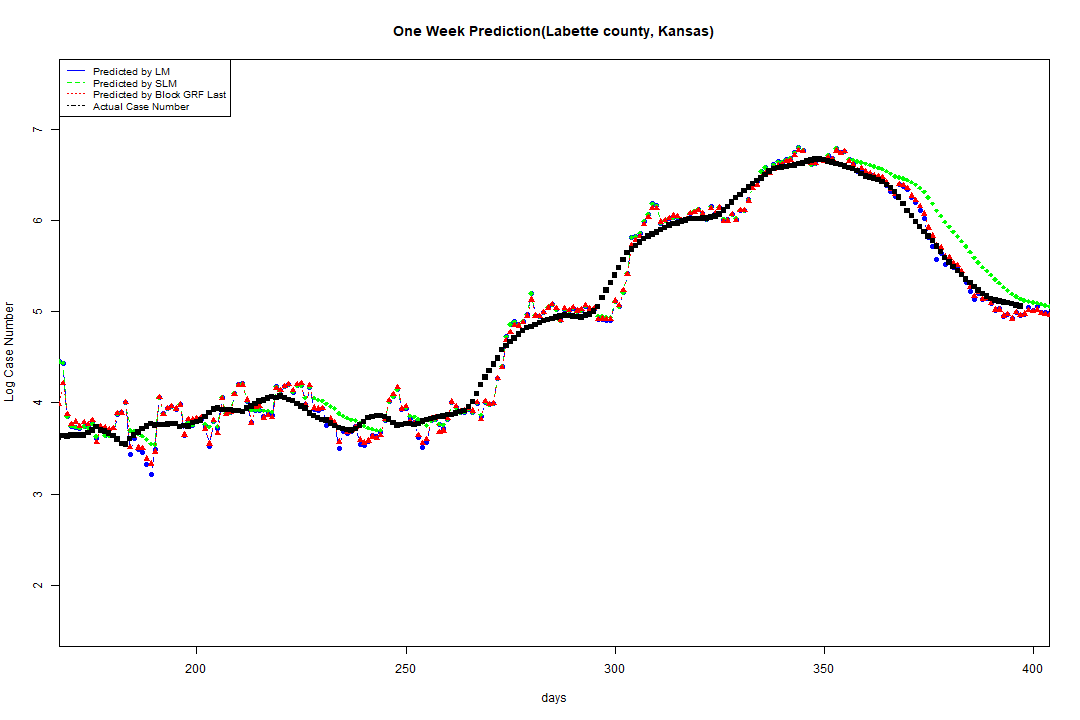 One Week Prediction(Labette county, Kansas)
Predicted by LM
Predicted by SLM
Predicted by Block GRF Last
Actual Case Number
Log Case Number
7
6
5
4
3
2
200
250
300
350
400
days